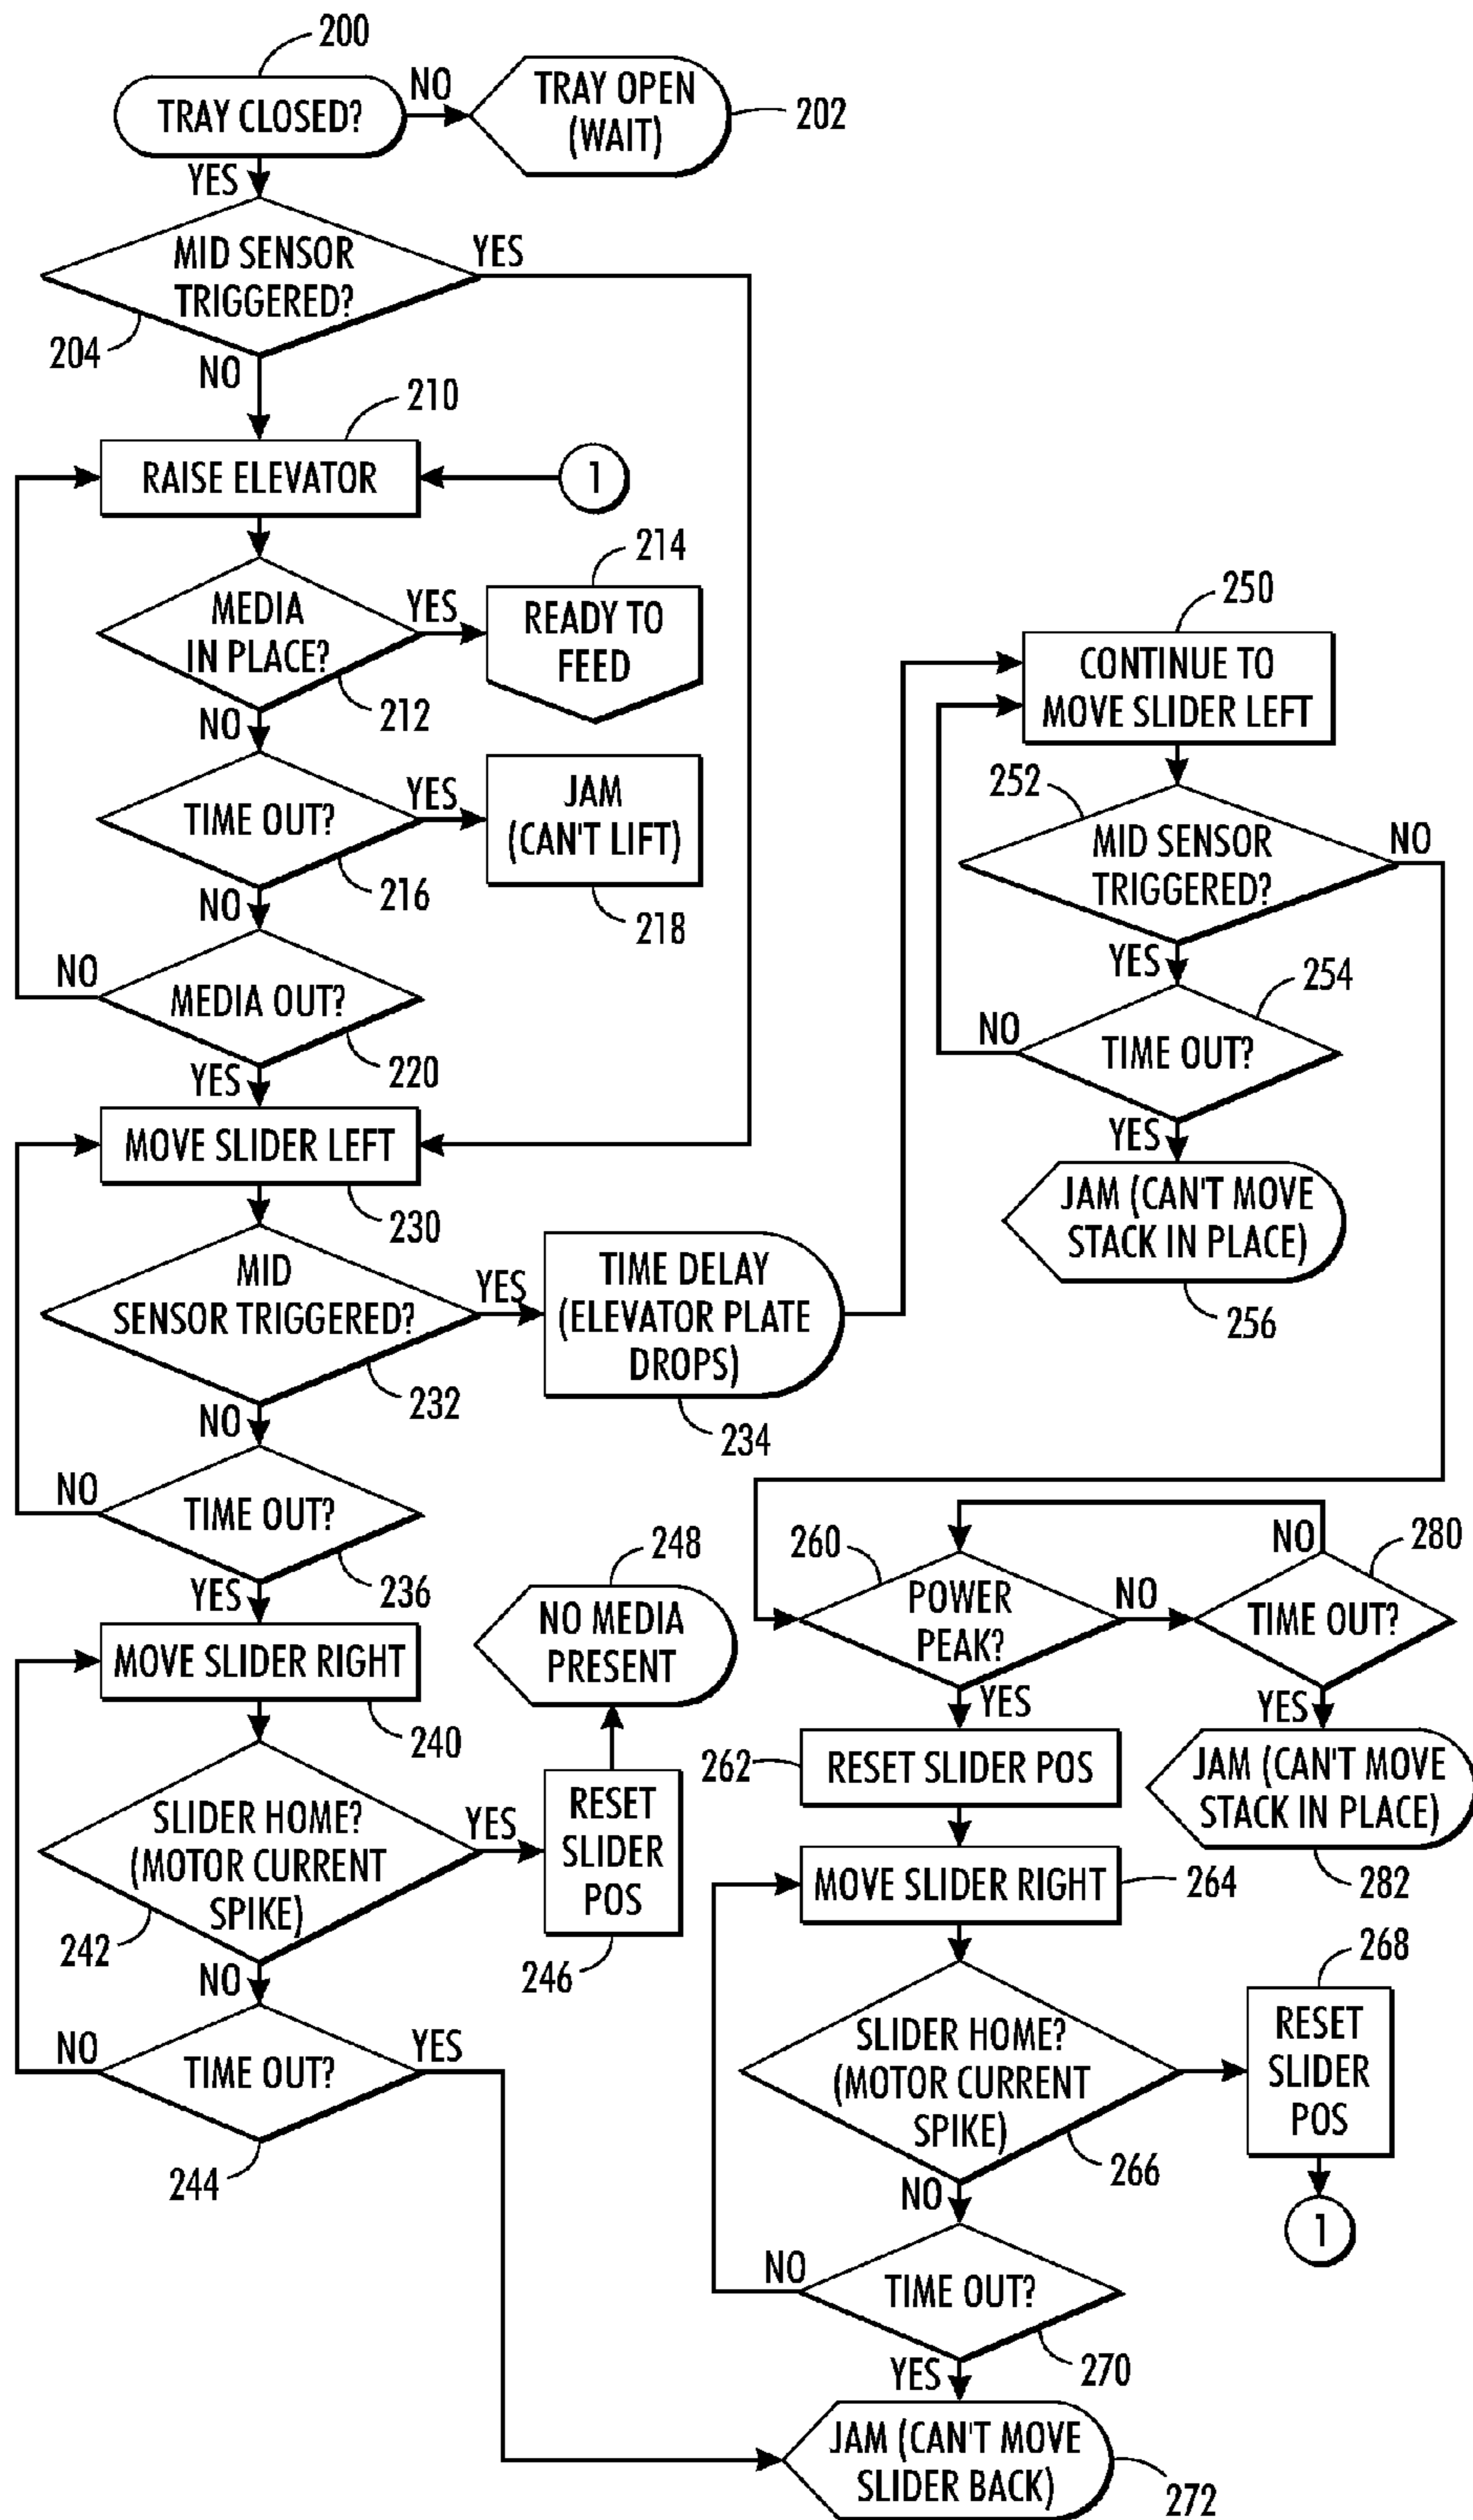 200
TRAY CLOSED?
NO
TRAY OPEN
(WAIT)
202
YES
MID SENSOR
TRIGGERED?
YES
204
NO
210
RAISE ELEVATOR
1
MEDIA
IN PLACE?
YES
214
READY TO
FEED
212
NO
TIME OUT?
YES
JAM
(CAN'T LIFT)
216
218
NO
MEDIA OUT?
NO
220
YES
MOVE SLIDER LEFT
230
MID
SENSOR TRIGGERED?
YES
TIME DELAY
(ELEVATOR PLATE
DROPS)
232
234
NO
TIME OUT?
NO
236
YES
MOVE SLIDER RIGHT
240
SLIDER HOME?
(MOTOR CURRENT
SPIKE)
YES
242
RESET
SLIDER
POS
246
248
NO MEDIA
PRESENT
NO
TIME OUT?
NO
YES
244
250
CONTINUE TO
MOVE SLIDER LEFT
252
MID SENSOR
TRIGGERED?
NO
YES
254
TIME OUT?
NO
YES
JAM (CAN'T MOVE
STACK IN PLACE)
256
260
POWER
PEAK?
NO
280
TIME OUT?
NO
YES
YES
JAM (CAN'T MOVE
STACK IN PLACE)
282
262
RESET SLIDER POS
MOVE SLIDER RIGHT
264
SLIDER HOME?
(MOTOR CURRENT
SPIKE)
266
268
RESET
SLIDER
POS
1
NO
TIME OUT?
NO
270
YES
JAM (CAN'T MOVE
SLIDER BACK)
272